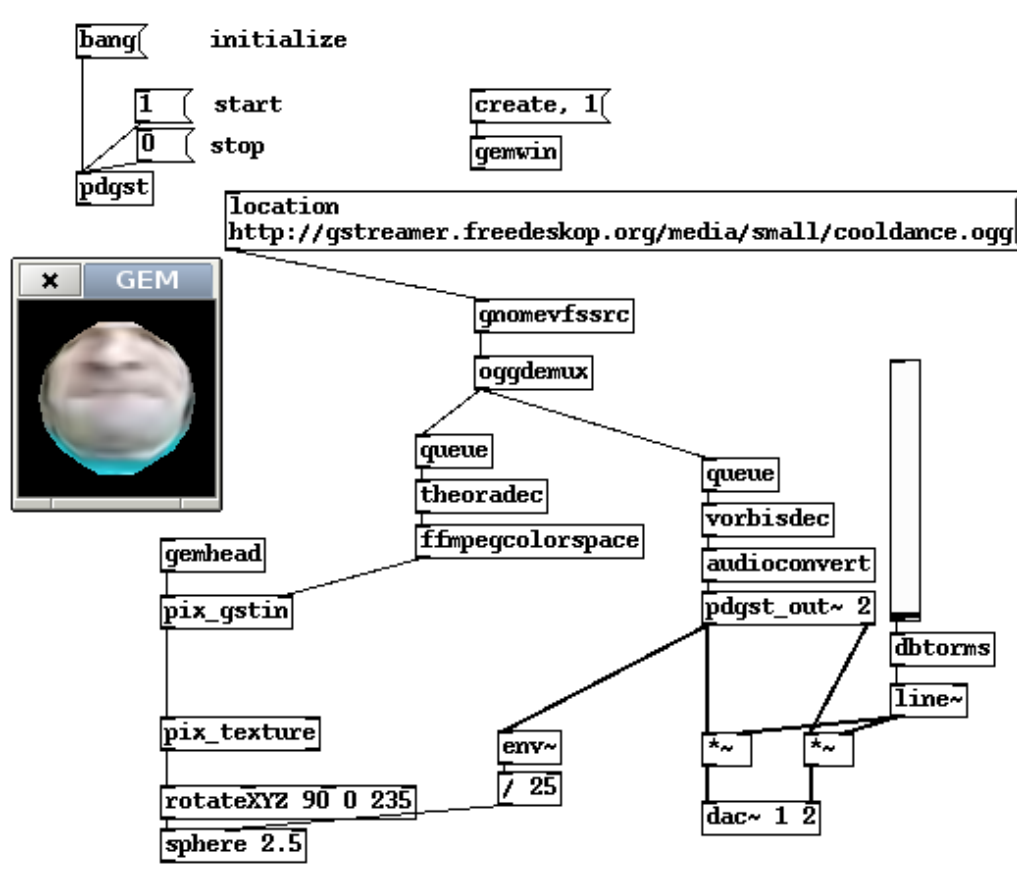 bang
initialize
1
start
create, 1
0
stop
gemwin
pdgst
location
http://gstreamer.freedeskop.org/media/small/cooldance.ogg
× GEM
gnomevfssrc
oggdemux
queue
queue
theoradec
vorbisdec
ffmpegcolorspace
gemhead
audioconvert
pix_gstin
pdgst_out~ 2
dbtorms
line~
pix_texture
env~
*~
*~
/ 25
rotateXYZ 90 0 235
dac~ 1 2
sphere 2.5